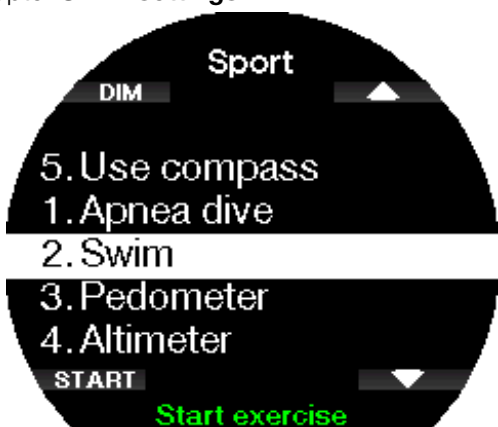 Sport
DIM
5. Use compass
1. Apnea dive
2. Swim
3. Pedometer
4. Altimeter
START
Start exercise